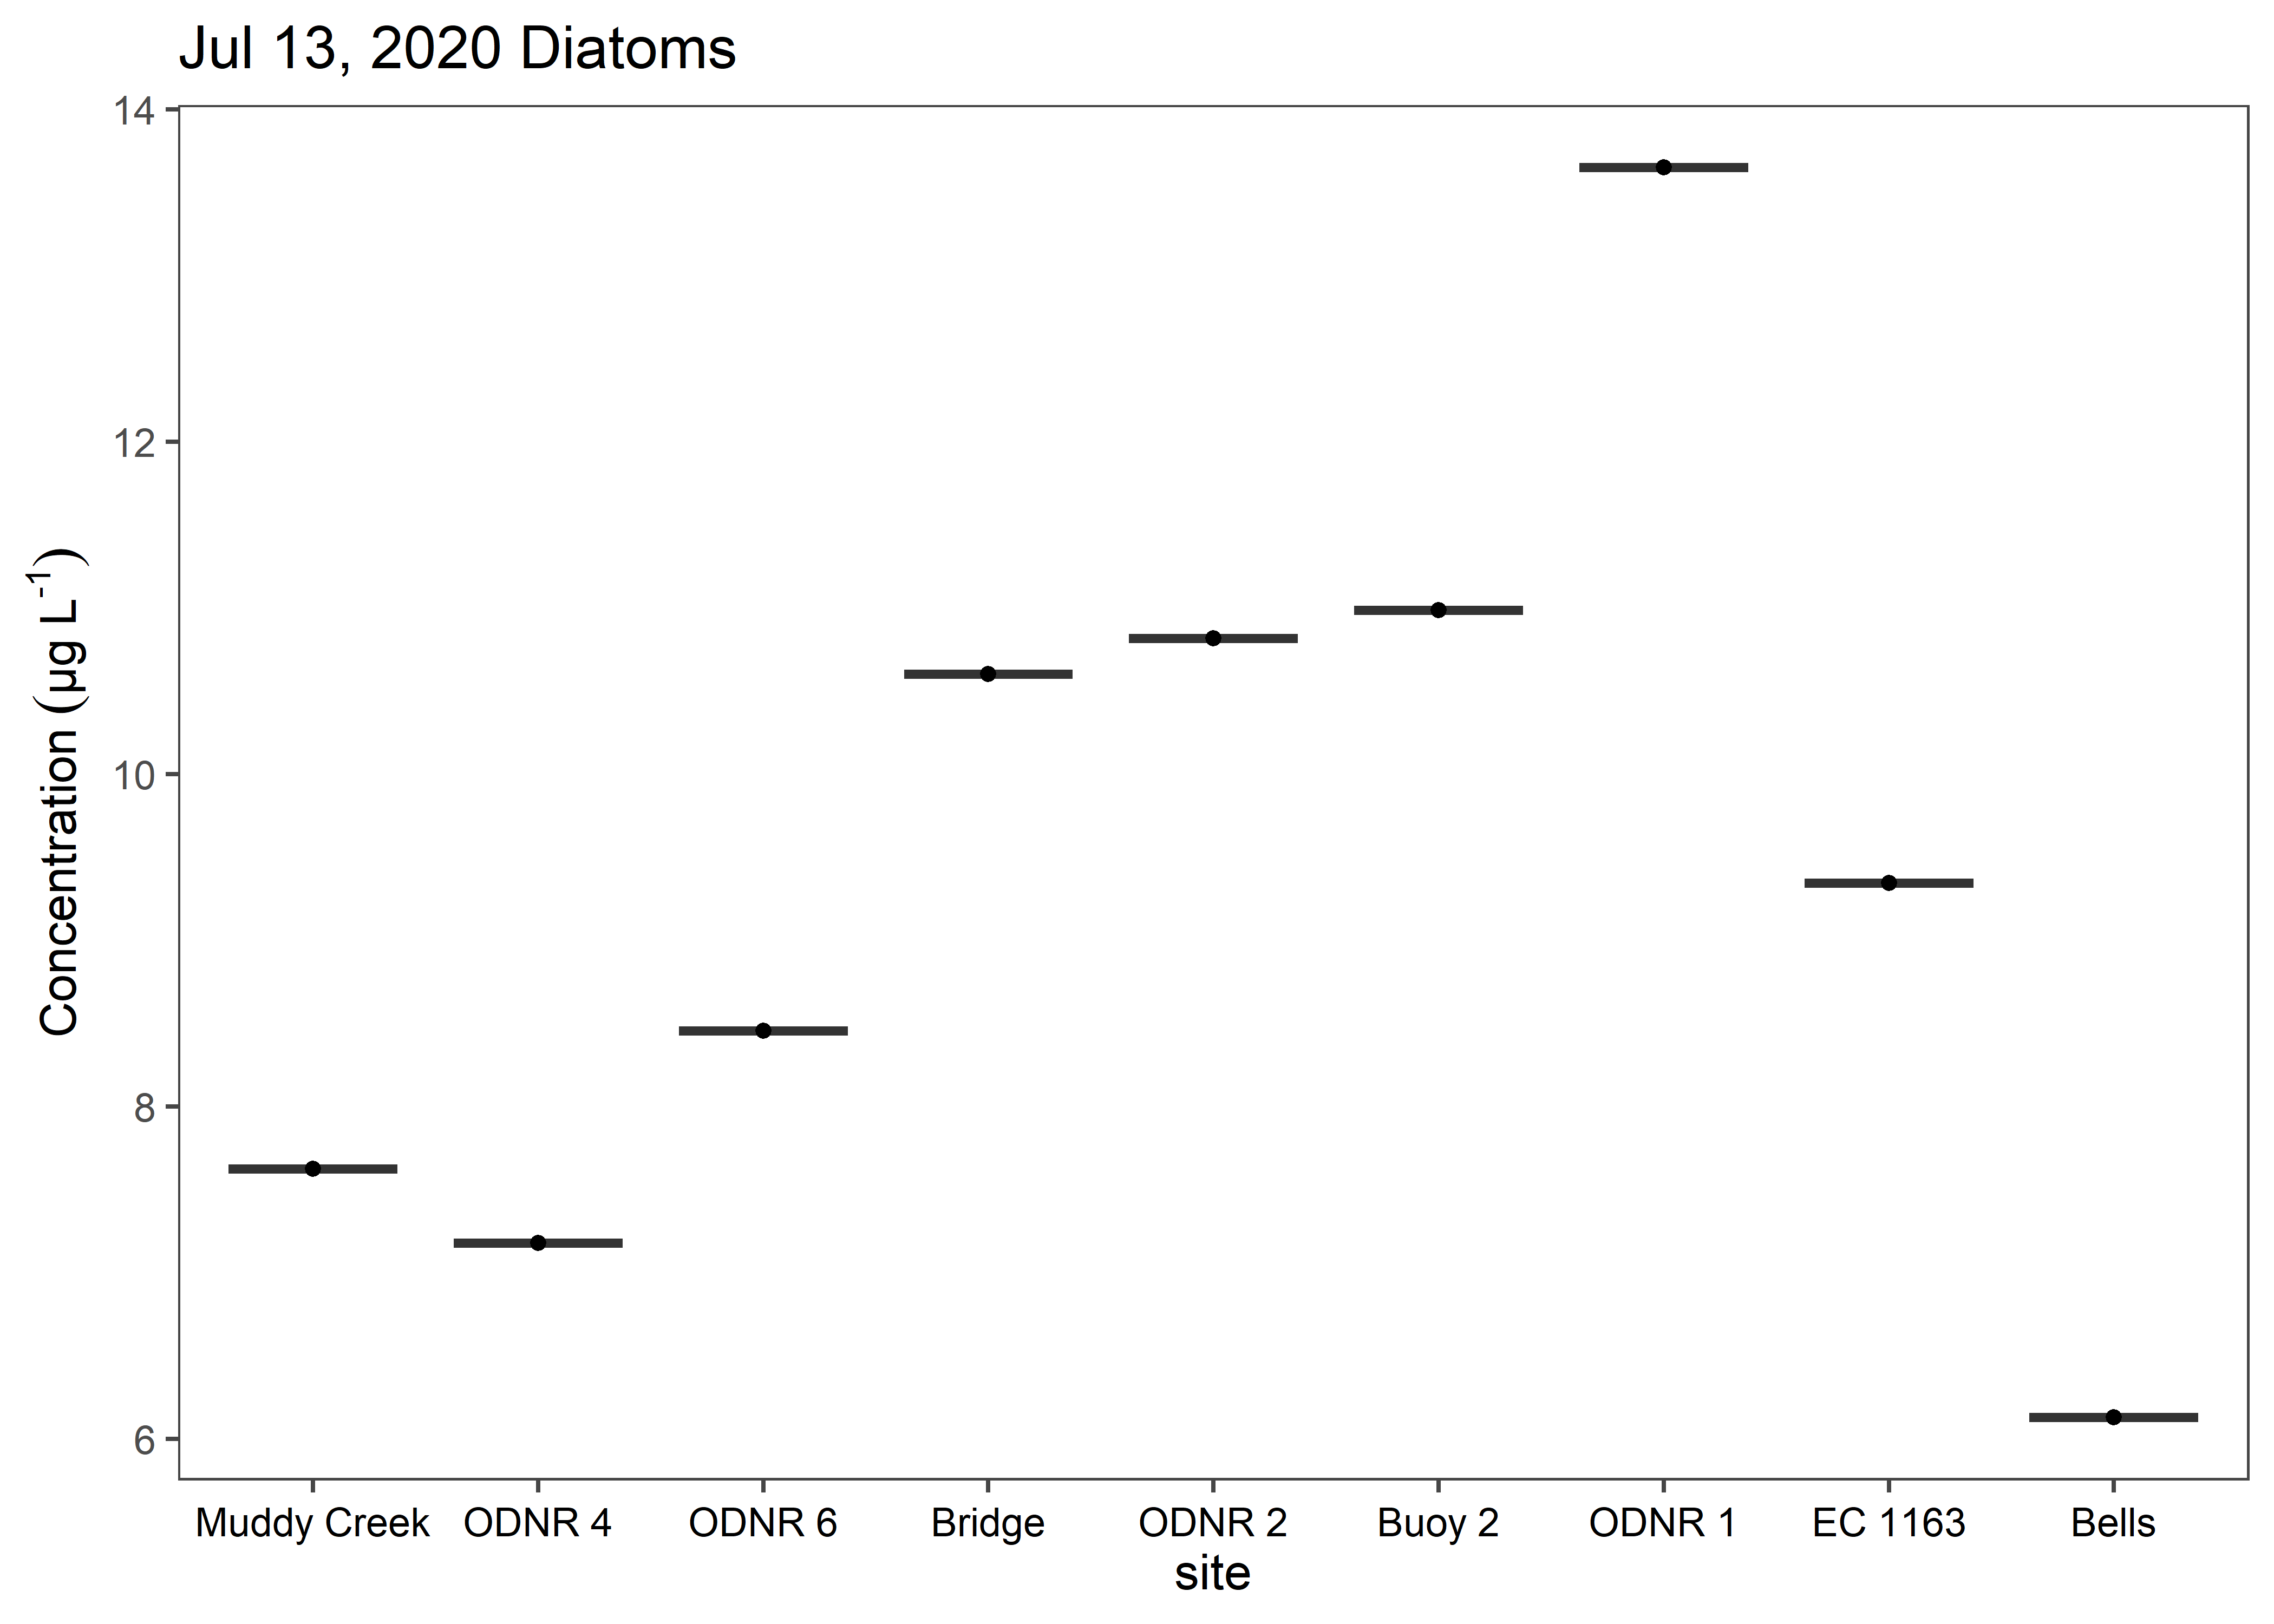 Jul 13, 2020 Diatoms
14
12
10
8
6
Concentration (µg L⁻¹)
Muddy Creek ODNR 4 ODNR 6 Bridge ODNR 2 Buoy 2 ODNR 1 EC 1163 Bells
site